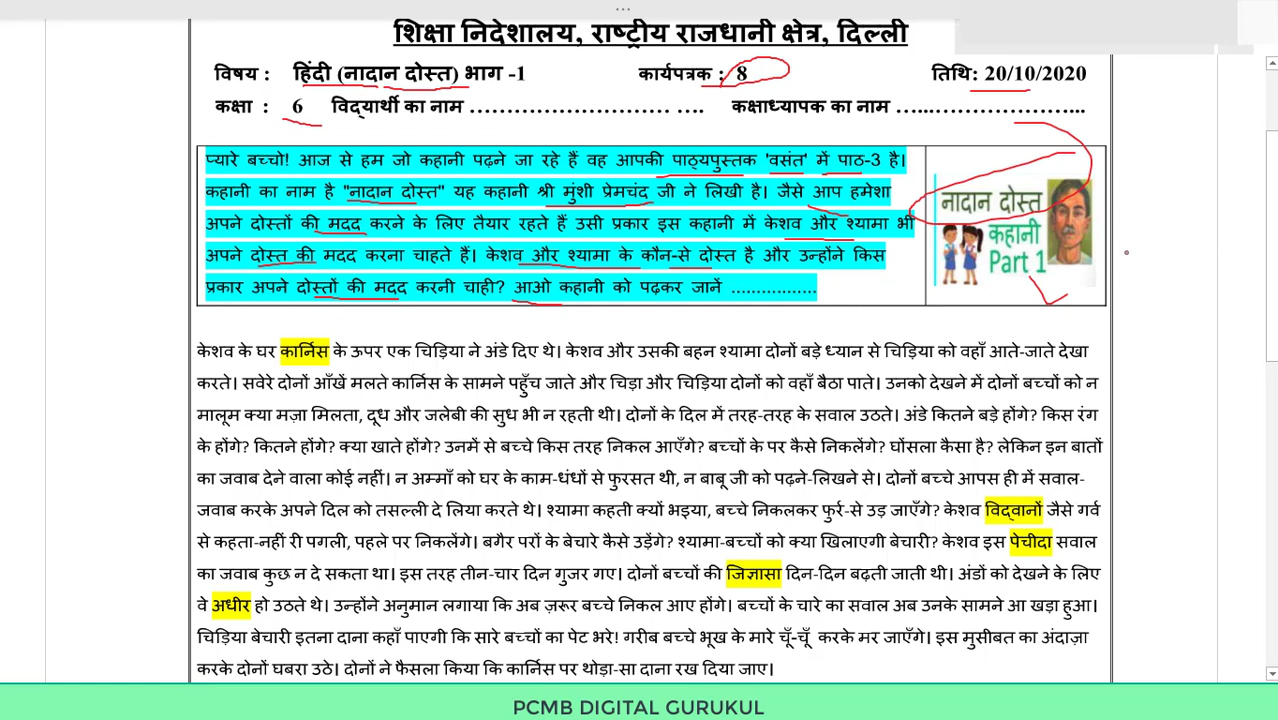 शिक्षा निदेशालय, राष्ट्रीय राजधानी क्षेत्र, दिल्ली
विषय : हिंदी (नादान दोस्त) भाग -1 कार्यपत्रक : 8 तिथि: 20/10/2020
कक्षा : 6 विद्यार्थी का नाम ………………………… …. कक्षाध्यापक का नाम …...…………………...
प्यारे बच्चो! आज से हम जो कहानी पढ़ने जा रहे हैं वह आपकी पाठ्यपुस्तक 'वसंत' में पाठ-3 है।
कहानी का नाम है "नादान दोस्त" यह कहानी श्री मुंशी प्रेमचंद जी ने लिखी है। जैसे आप हमेशा
अपने दोस्तों की मदद करने के लिए तैयार रहते हैं उसी प्रकार इस कहानी में केशव और श्यामा भी
अपने दोस्त की मदद करना चाहते हैं। केशव और श्यामा के कौन-से दोस्त है और उन्होंने किस
प्रकार अपने दोस्तों की मदद करनी चाही? आओ कहानी को पढ़कर जानें ……………..
नादान दोस्त
कहानी
Part 1
केशव के घर कार्निस के ऊपर एक चिड़िया ने अंडे दिए थे। केशव और उसकी बहन श्यामा दोनों बड़े ध्यान से चिड़िया को वहाँ आते-जाते देखा
करते। सवेरे दोनों आँखें मलते कार्निस के सामने पहुँच जाते और चिड़ा और चिड़िया दोनों को वहाँ बैठा पाते। उनको देखने में दोनों बच्चों को न
मालूम क्या मज़ा मिलता, दूध और जलेबी की सुध भी न रहती थी। दोनों के दिल में तरह-तरह के सवाल उठते। अंडे कितने बड़े होंगे? किस रंग
के होंगे? कितने होंगे? क्या खाते होंगे? उनमें से बच्चे किस तरह निकल आएँगे? बच्चों के पर कैसे निकलेंगे? घोंसला कैसा है? लेकिन इन बातों
का जवाब देने वाला कोई नहीं। न अम्माँ को घर के काम-धंधों से फुरसत थी, न बाबू जी को पढ़ने-लिखने से। दोनों बच्चे आपस ही में सवाल-
जवाब करके अपने दिल को तसल्ली दे लिया करते थे। श्यामा कहती क्यों भइया, बच्चे निकलकर फुर्र-से उड़ जाएँगे? केशव विद्वानों जैसे गर्व
से कहता-नहीं री पगली, पहले पर निकलेंगे। बगैर परों के बेचारे कैसे उड़ेंगे? श्यामा-बच्चों को क्या खिलाएगी बेचारी? केशव इस पेचीदा सवाल
का जवाब कुछ न दे सकता था। इस तरह तीन-चार दिन गुजर गए। दोनों बच्चों की जिज्ञासा दिन-दिन बढ़ती जाती थी। अंडों को देखने के लिए
वे अधीर हो उठते थे। उन्होंने अनुमान लगाया कि अब ज़रूर बच्चे निकल आए होंगे। बच्चों के चारे का सवाल अब उनके सामने आ खड़ा हुआ।
चिड़िया बेचारी इतना दाना कहाँ पाएगी कि सारे बच्चों का पेट भरे! गरीब बच्चे भूख के मारे चूँ-चूँ करके मर जाएँगे। इस मुसीबत का अंदाज़ा
करके दोनों घबरा उठे। दोनों ने फैसला किया कि कार्निस पर थोड़ा-सा दाना रख दिया जाए।
PCMB DIGITAL GURUKUL